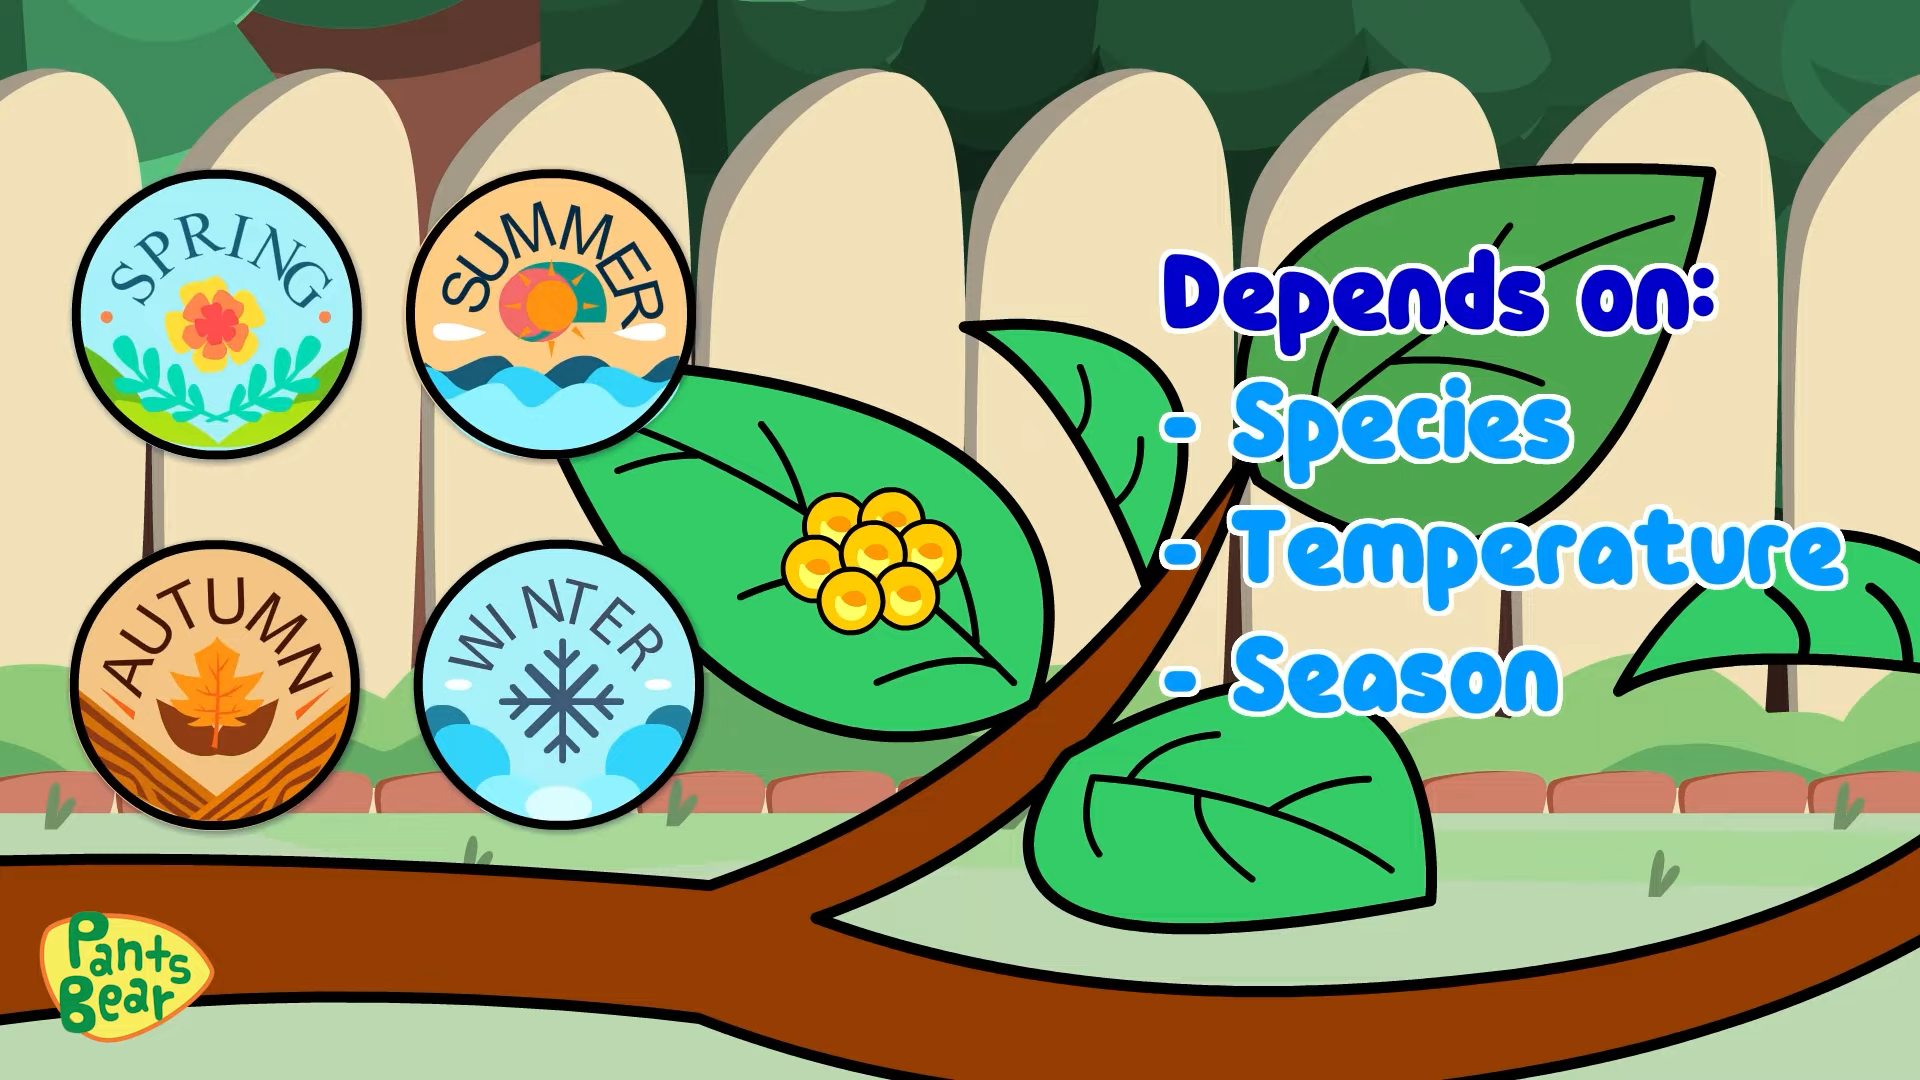 SPRING
SUMMER
AUTUMN
WINTER
Depends on:
- Species
- Temperature
- Season
Pants
Bear